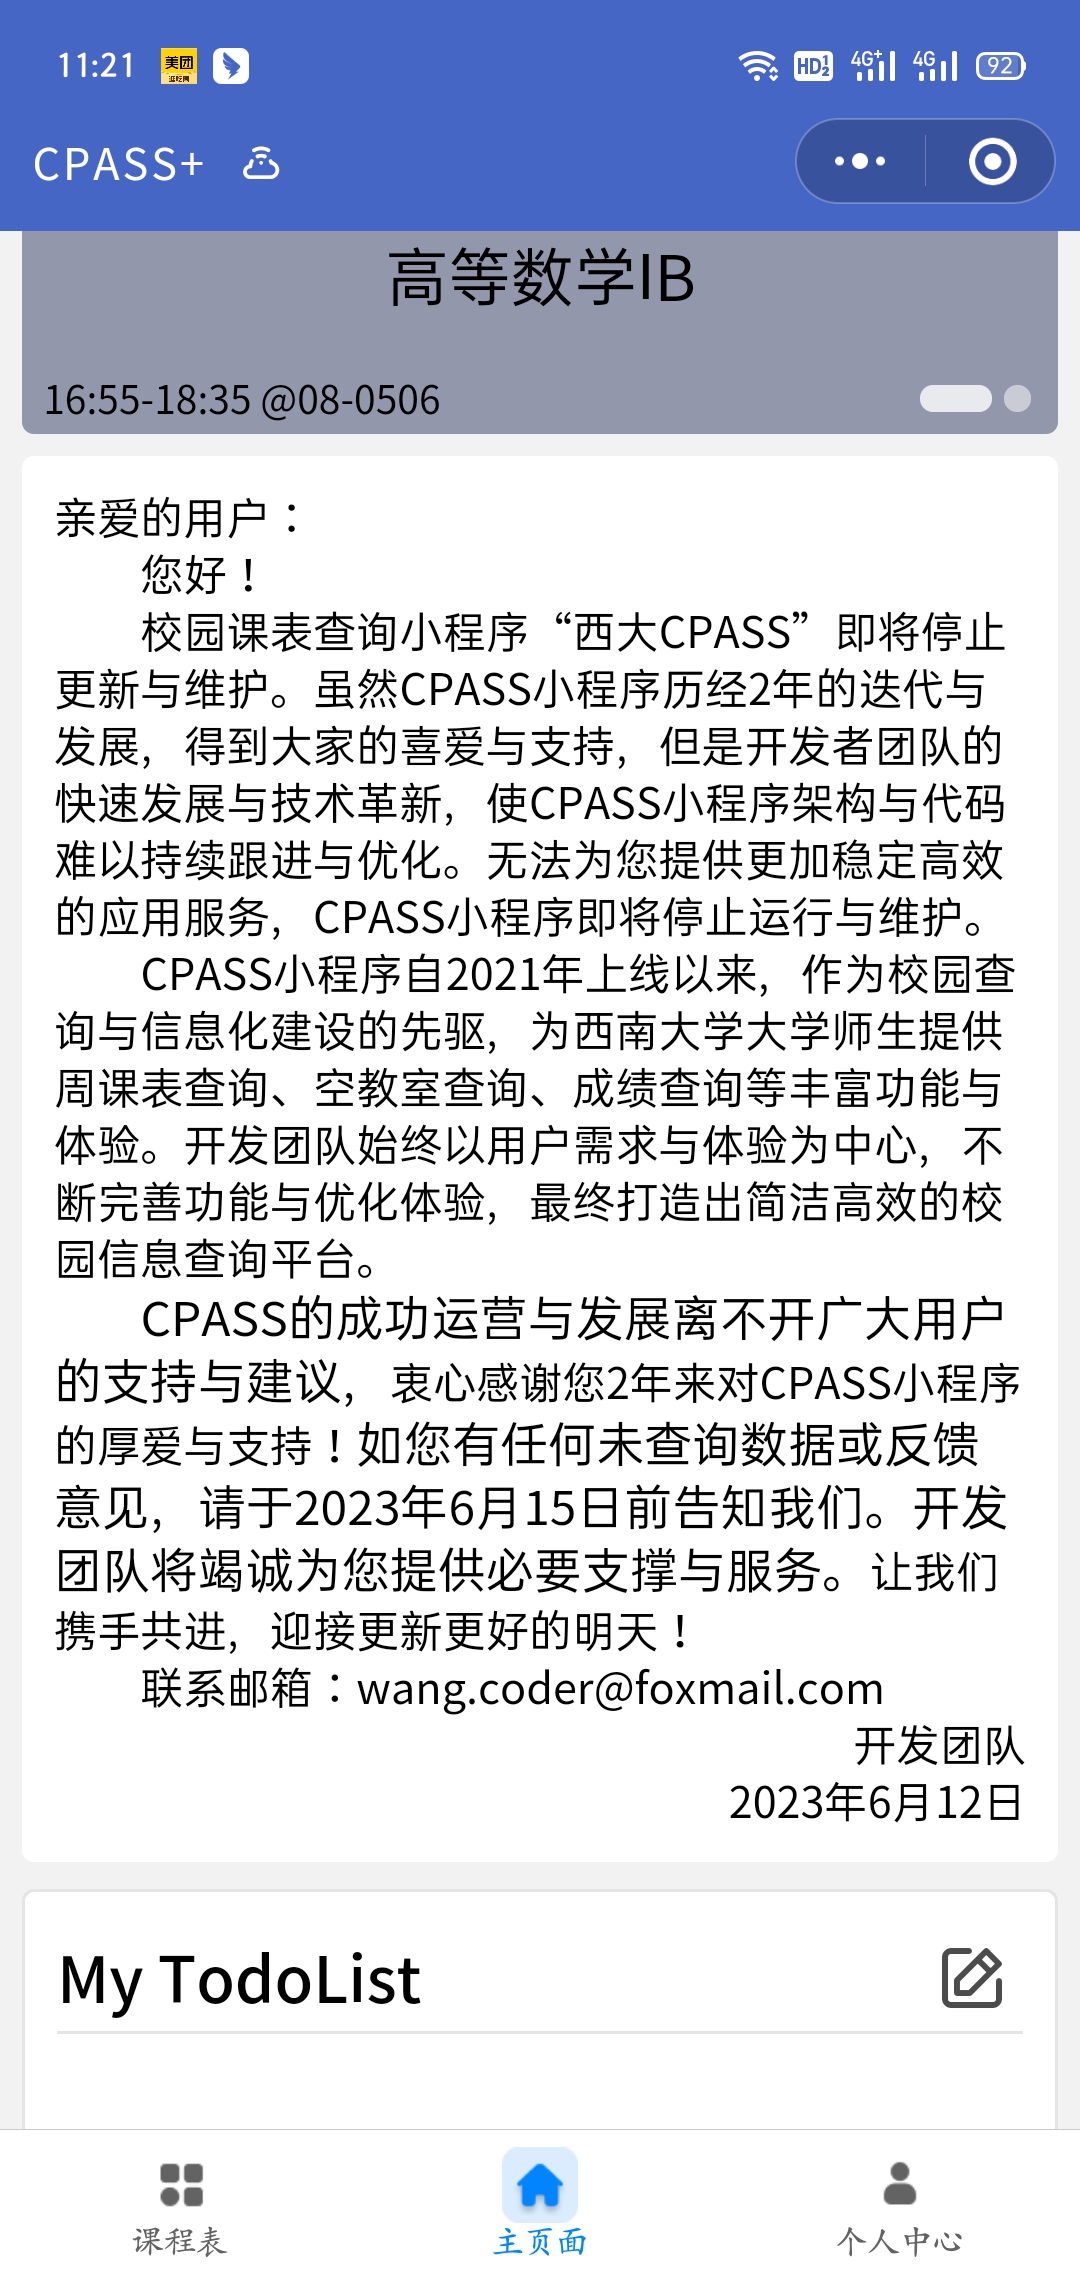 11:21 美团 逛吃网 HD 1 2 4G+ 4G 92
CPASS+
高等数学IB
16:55-18:35 @08-0506
亲爱的用户：
您好！
校园课表查询小程序“西大CPASS”即将停止
更新与维护。虽然CPASS小程序历经2年的迭代与
发展，得到大家的喜爱与支持，但是开发者团队的
快速发展与技术革新，使CPASS小程序架构与代码
难以持续跟进与优化。无法为您提供更加稳定高效
的应用服务，CPASS小程序即将停止运行与维护。
CPASS小程序自2021年上线以来，作为校园查
询与信息化建设的先驱，为西南大学大学师生提供
周课表查询、空教室查询、成绩查询等丰富功能与
体验。开发团队始终以用户需求与体验为中心，不
断完善功能与优化体验，最终打造出简洁高效的校
园信息查询平台。
CPASS的成功运营与发展离不开广大用户
的支持与建议，衷心感谢您2年来对CPASS小程序
的厚爱与支持！如您有任何未查询数据或反馈
意见，请于2023年6月15日前告知我们。开发
团队将竭诚为您提供必要支撑与服务。让我们
携手共进，迎接更新更好的明天！
联系邮箱：wang.coder@foxmail.com
开发团队
2023年6月12日
My TodoList
课程表 主页面 个人中心